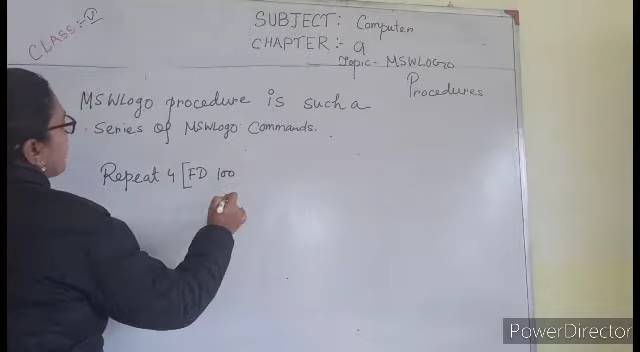 CLASS:- V
SUBJECT: Computer
CHAPTER:- 9
Topic- MSWLOGO
Procedures
MSWLogo procedure is such a
Series of MSWLogo Commands.
Repeat 4 [FD 100
PowerDirector